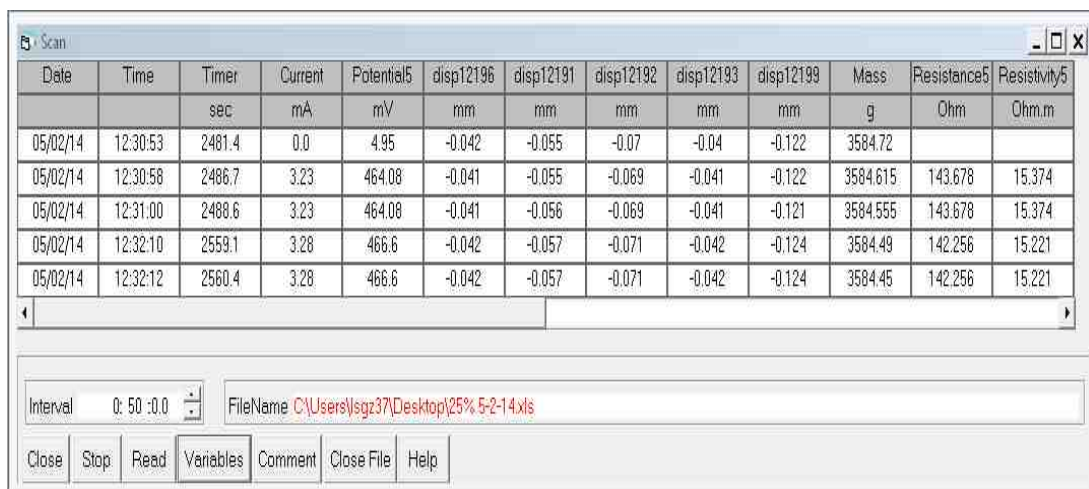 Scan
Date Time Timer Current Potential5 disp12196 disp12191 disp12192 disp12193 disp12199 Mass Resistance5 Resistivity5
sec mA mV mm mm mm mm mm g Ohm Ohm.m
05/02/14 12:30:53 2481.4 0.0 4.95 -0.042 -0.055 -0.07 -0.04 -0.122 3584.72
05/02/14 12:30:58 2486.7 3.23 464.08 -0.041 -0.055 -0.069 -0.041 -0.122 3584.615 143.678 15.374
05/02/14 12:31:00 2488.6 3.23 464.08 -0.041 -0.056 -0.069 -0.041 -0.121 3584.555 143.678 15.374
05/02/14 12:32:10 2559.1 3.28 466.6 -0.042 -0.057 -0.071 -0.042 -0.124 3584.49 142.256 15.221
05/02/14 12:32:12 2560.4 3.28 466.6 -0.042 -0.057 -0.071 -0.042 -0.124 3584.45 142.256 15.221
Interval 0: 50 :0.0 FileName C:\Users\lsgz37\Desktop\25% 5-2-14.xls
Close Stop Read Variables Comment Close File Help